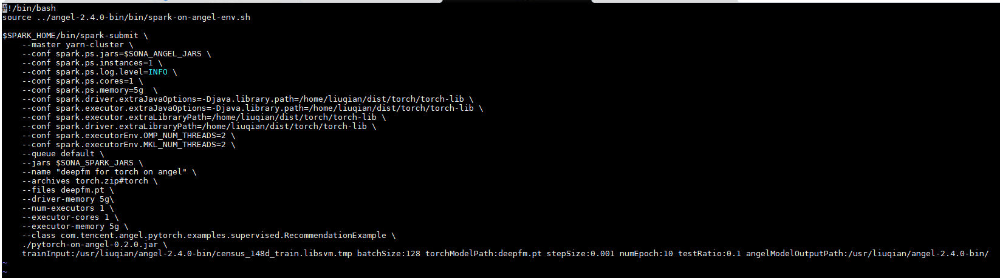 #!/bin/bash
source ../angel-2.4.0-bin/bin/spark-on-angel-env.sh
$SPARK_HOME/bin/spark-submit \
--master yarn-cluster \
--conf spark.ps.jars=$SONA_ANGEL_JARS \
--conf spark.ps.instances=1 \
--conf spark.ps.log.level=INFO \
--conf spark.ps.cores=1 \
--conf spark.ps.memory=5g  \
--conf spark.driver.extraJavaOptions=-Djava.library.path=/home/liuqian/dist/torch/torch-lib \
--conf spark.executor.extraJavaOptions=-Djava.library.path=/home/liuqian/dist/torch/torch-lib \
--conf spark.executor.extraLibraryPath=/home/liuqian/dist/torch/torch-lib \
--conf spark.driver.extraLibraryPath=/home/liuqian/dist/torch/torch-lib \
--conf spark.executorEnv.OMP_NUM_THREADS=2 \
--conf spark.executorEnv.MKL_NUM_THREADS=2 \
--queue default \
--jars $SONA_SPARK_JARS \
--name "deepfm for torch on angel" \
--archives torch.zip#torch \
--files deepfm.pt \
--driver-memory 5g\
--num-executors 1 \
--executor-cores 1 \
--executor-memory 5g \
--class com.tencent.angel.pytorch.examples.supervised.RecommendationExample \
./pytorch-on-angel-0.2.0.jar \
trainInput:/usr/liuqian/angel-2.4.0-bin/census_148d_train.libsvm.tmp batchSize:128 torchModelPath:deepfm.pt stepSize:0.001 numEpoch:10 testRatio:0.1 angelModelOutputPath:/usr/liuqian/angel-2.4.0-bin/
~
~